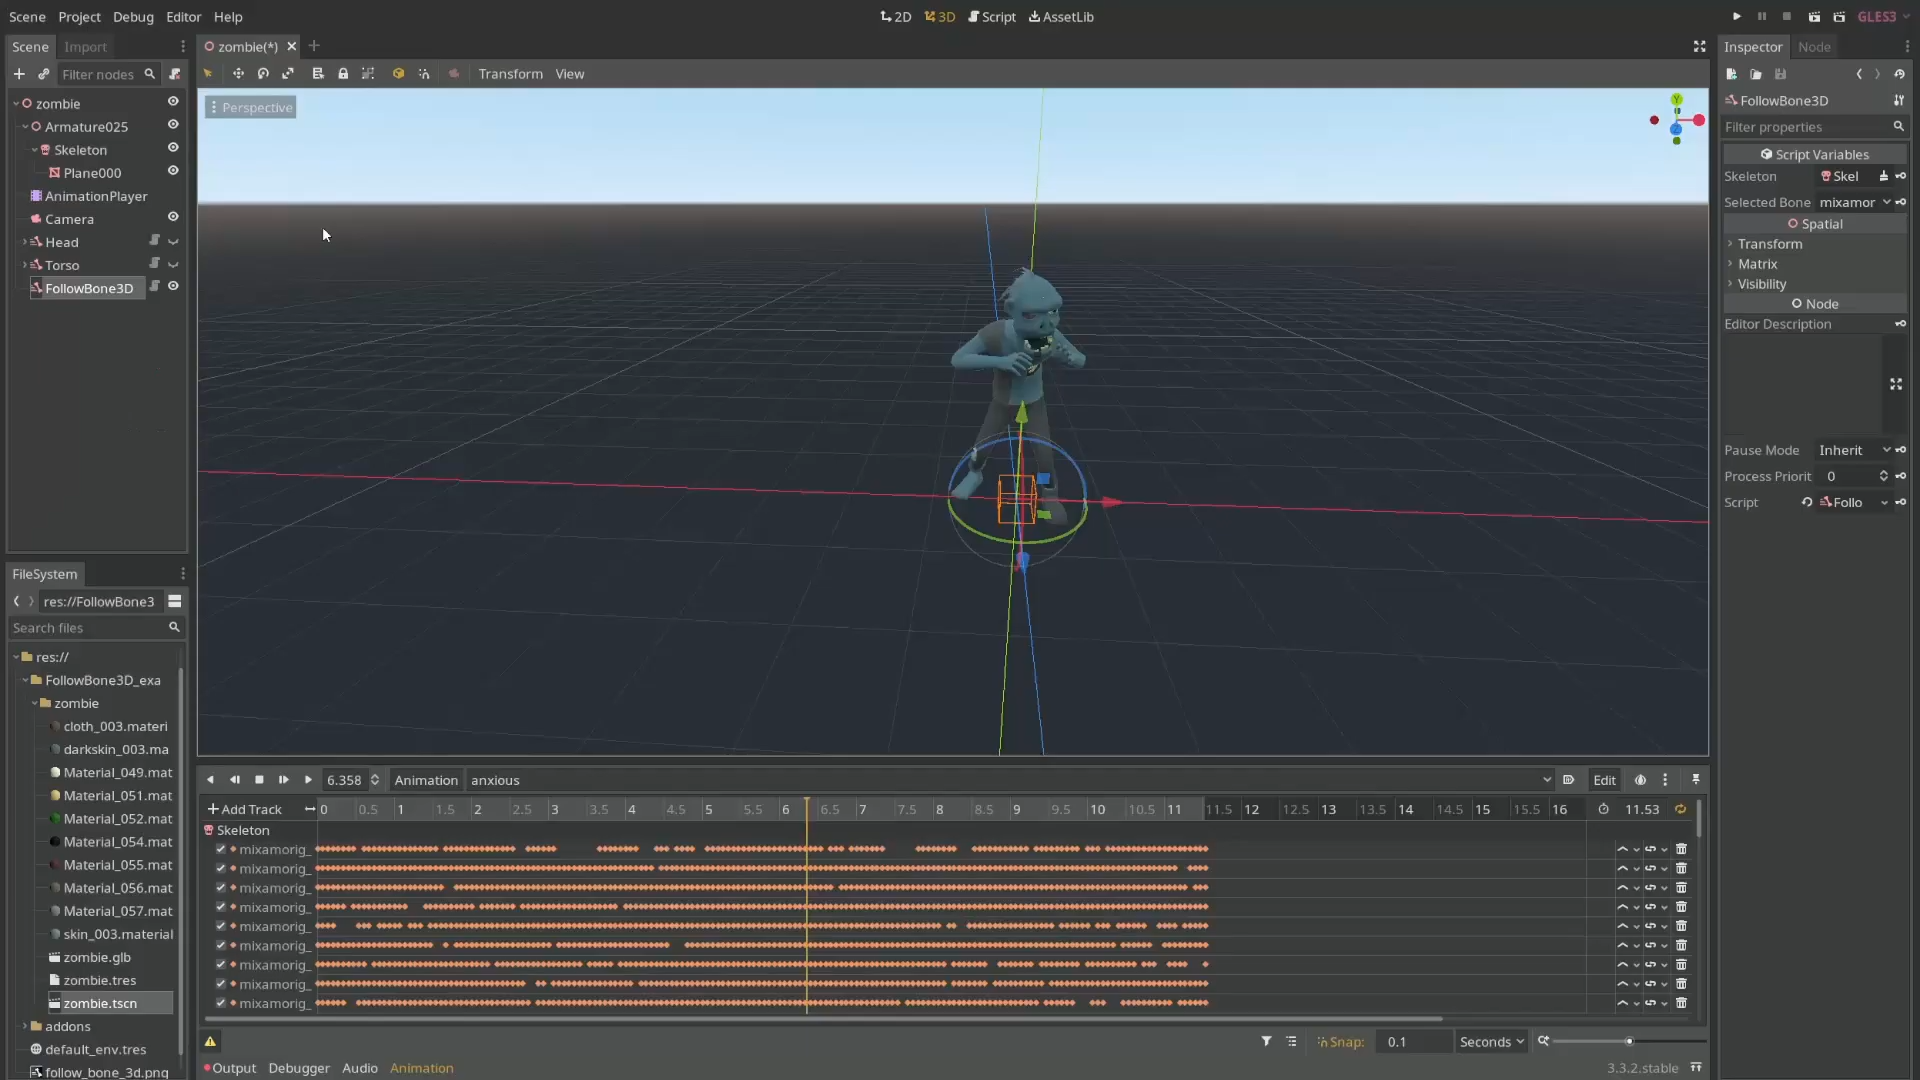 Scene Project Debug Editor Help
2D 3D Script AssetLib
GLES3
Scene Import
zombie(*)
Inspector Node
Filter nodes
Transform View
Perspective
zombie
Armature025
Skeleton
Plane000
AnimationPlayer
Camera
Head
Torso
FollowBone3D
FollowBone3D
Filter properties
Script Variables
Skeleton Skel
Selected Bone mixamor
Spatial
Transform
Matrix
Visibility
Node
Editor Description
Pause Mode Inherit
Process Priorit 0
Script Follo
Y
Z
FileSystem
res://FollowBone3
Search files
res://
FollowBone3D_exa
zombie
cloth_003.materi
darkskin_003.ma
Material_049.mat
Material_051.mat
Material_052.mat
Material_054.mat
Material_055.mat
Material_056.mat
Material_057.mat
skin_003.material
zombie.glb
zombie.tres
zombie.tscn
addons
default_env.tres
follow_bone_3d.png
6.358 Animation anxious Edit
Add Track 0 0.5 1 1.5 2 2.5 3 3.5 4 4.5 5 5.5 6 6.5 7 7.5 8 8.5 9 9.5 10 10.5 11 11.5 12 12.5 13 13.5 14 14.5 15 15.5 16 11.53
Skeleton
mixamorig_
mixamorig_
mixamorig_
mixamorig_
mixamorig_
mixamorig_
mixamorig_
mixamorig_
mixamorig_
Snap: 0.1 Seconds
Output Debugger Audio Animation
3.3.2.stable